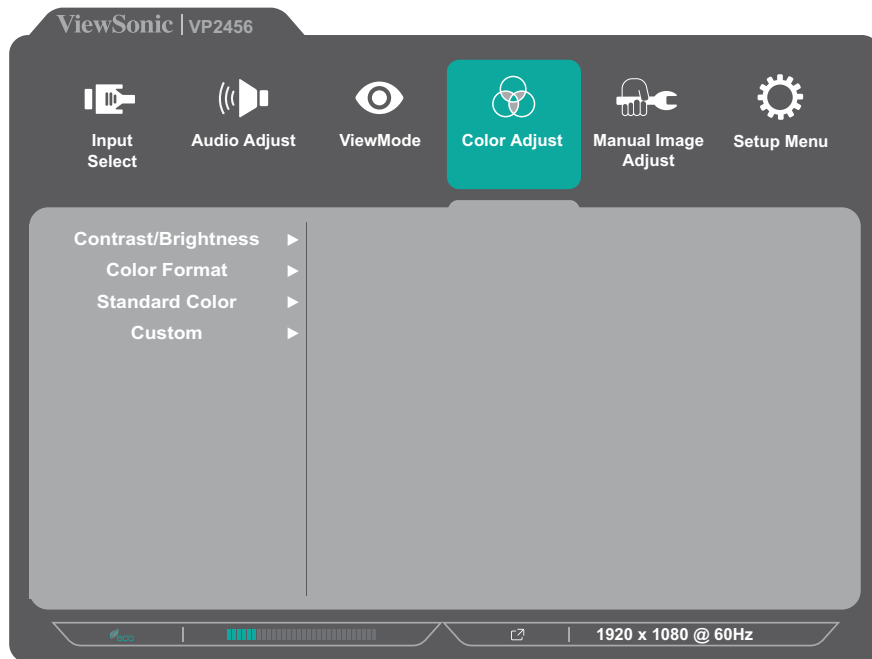 ViewSonic | VP2456
Input Select
Audio Adjust
ViewMode
Color Adjust
Manual Image Adjust
Setup Menu
Contrast/Brightness
Color Format
Standard Color
Custom
eco
1920 x 1080 @ 60Hz